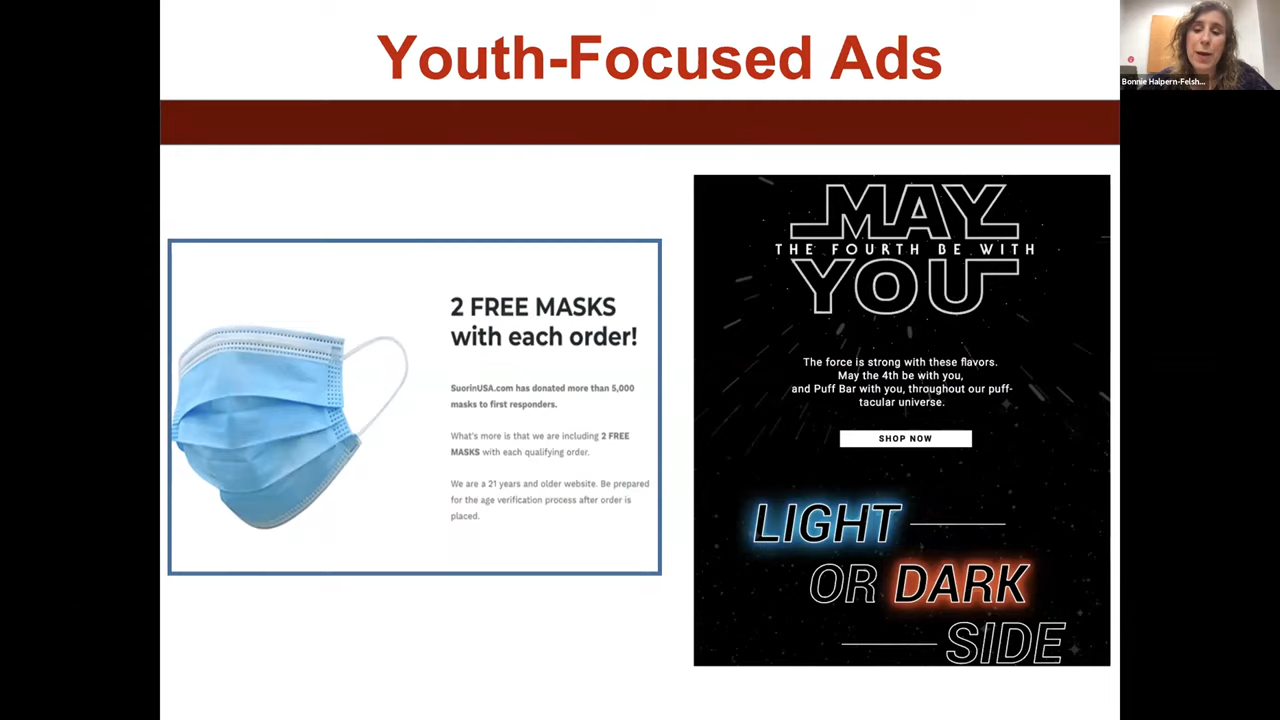 Youth-Focused Ads
Bonnie Halpern-Felsh...
2 FREE MASKS
with each order!
SuorinUSA.com has donated more than 5,000
masks to first responders.
What's more is that we are including 2 FREE
MASKS with each qualifying order.
We are a 21 years and older website. Be prepared
for the age verification process after order is
placed.
MAY
THE FOURTH BE WITH
YOU
The force is strong with these flavors.
May the 4th be with you,
and Puff Bar with you, throughout our puff-
tacular universe.
SHOP NOW
LIGHT
OR DARK
SIDE